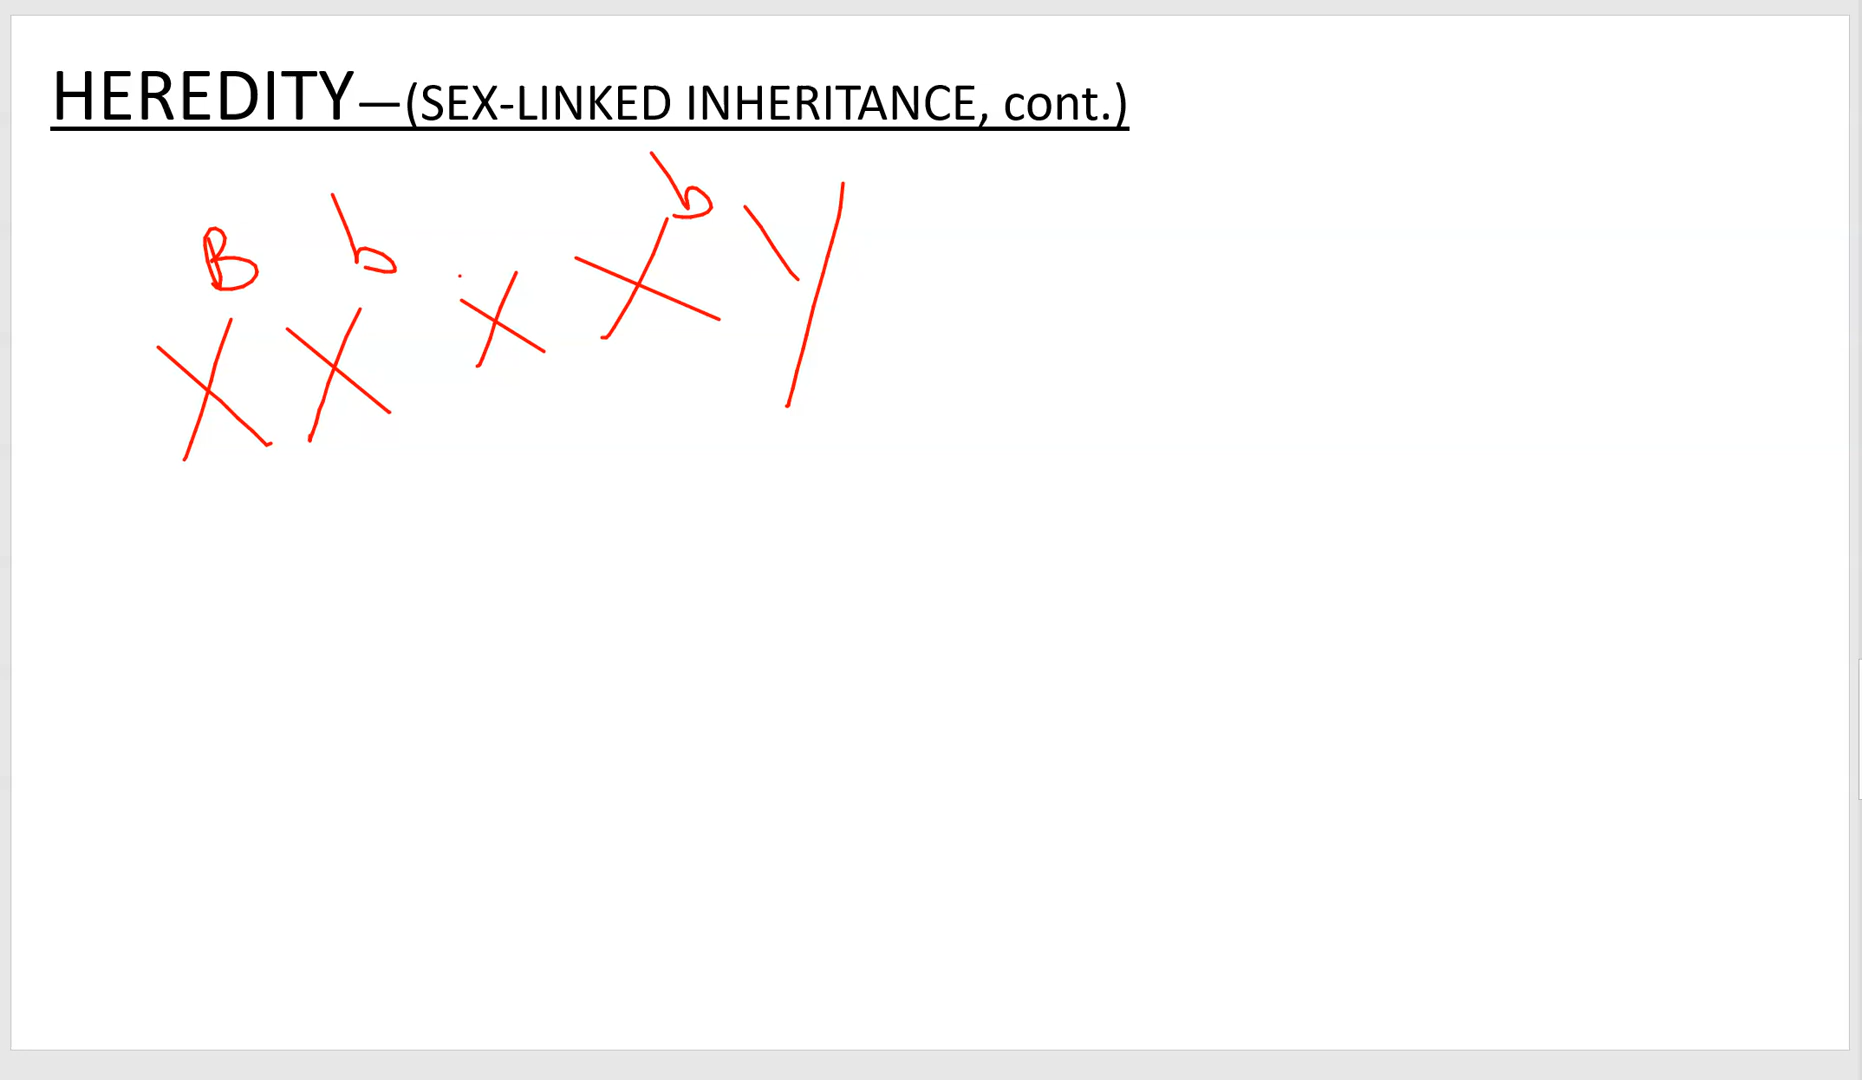 HEREDITY—(SEX-LINKED INHERITANCE, cont.)
X^B X^b x X^b Y